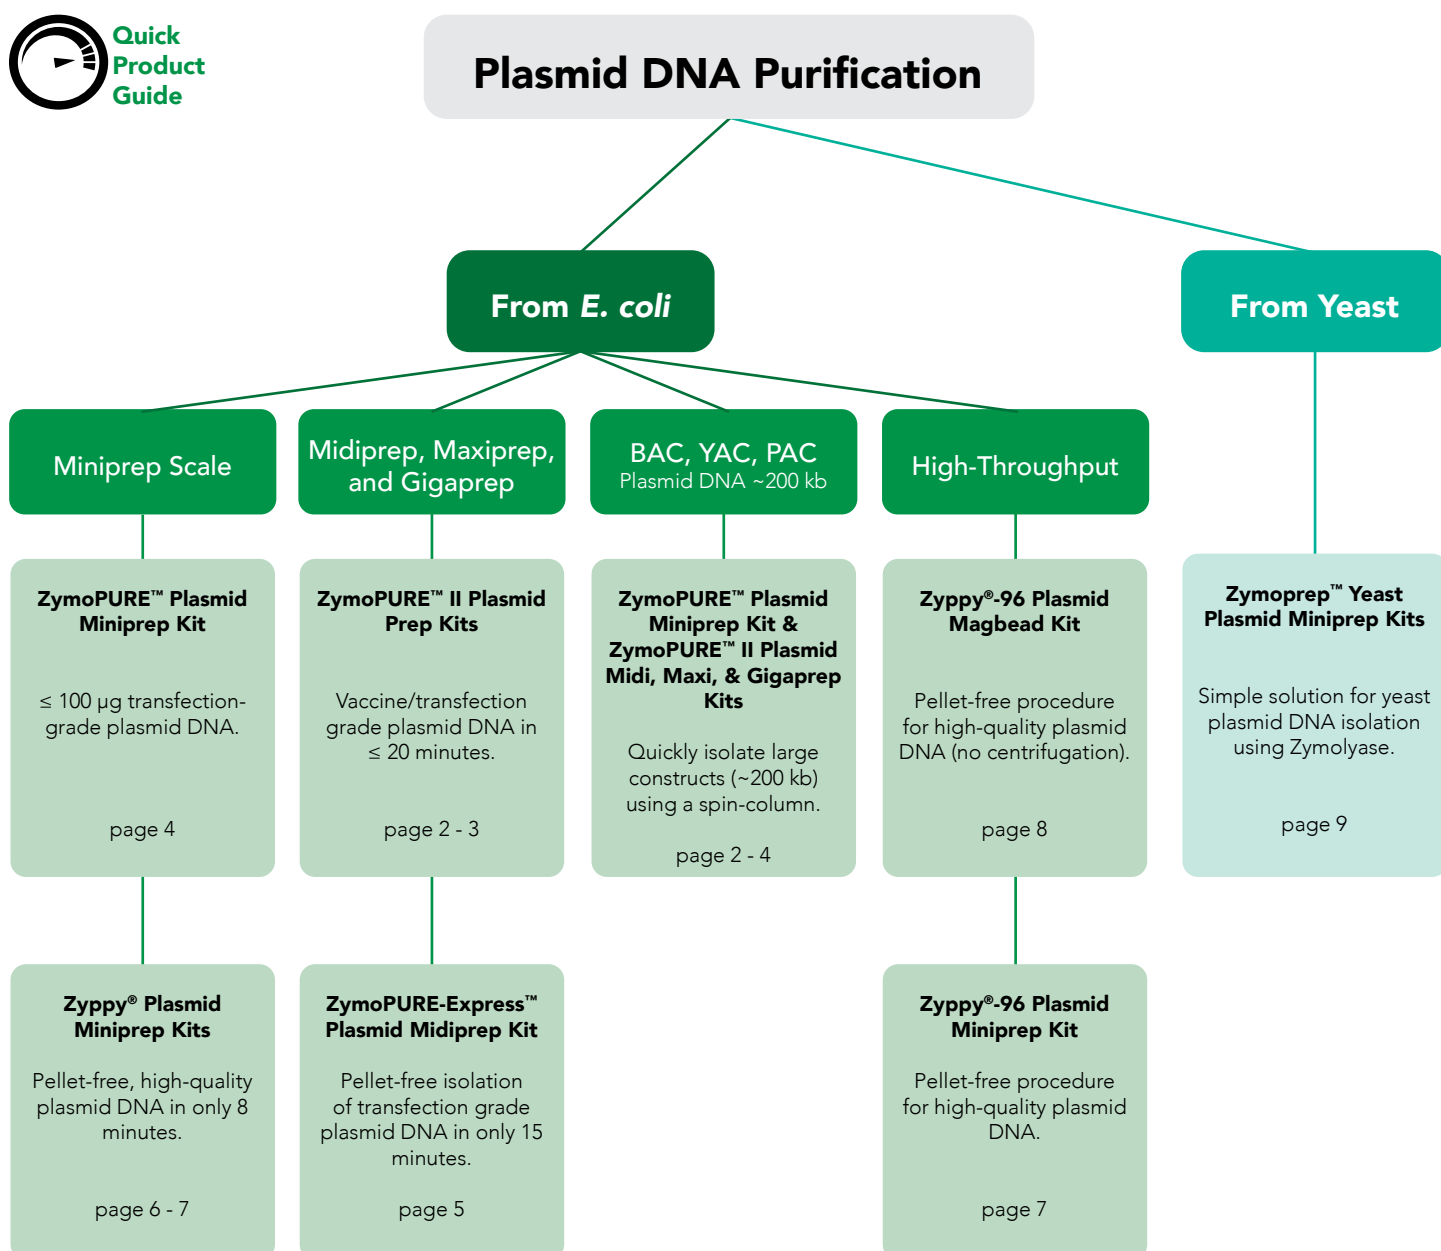 Quick
Product
Guide
Plasmid DNA Purification
From E. coli
From Yeast
Miniprep Scale
Midiprep, Maxiprep,
and Gigaprep
BAC, YAC, PAC
Plasmid DNA ~200 kb
High-Throughput
ZymoPURE™ Plasmid
Miniprep Kit
≤ 100 µg transfection-
grade plasmid DNA.
page 4
ZymoPURE™ II Plasmid
Prep Kits
Vaccine/transfection
grade plasmid DNA in
≤ 20 minutes.
page 2 - 3
ZymoPURE™ Plasmid
Miniprep Kit &
ZymoPURE™ II Plasmid
Midi, Maxi, & Gigaprep
Kits
Quickly isolate large
constructs (~200 kb)
using a spin-column.
page 2 - 4
Zyppy®-96 Plasmid
Magbead Kit
Pellet-free procedure
for high-quality plasmid
DNA (no centrifugation).
page 8
Zymoprep™ Yeast
Plasmid Miniprep Kits
Simple solution for yeast
plasmid DNA isolation
using Zymolyase.
page 9
Zyppy® Plasmid
Miniprep Kits
Pellet-free, high-quality
plasmid DNA in only 8
minutes.
page 6 - 7
ZymoPURE-Express™
Plasmid Midiprep Kit
Pellet-free isolation
of transfection grade
plasmid DNA in only 15
minutes.
page 5
Zyppy®-96 Plasmid
Miniprep Kit
Pellet-free procedure
for high-quality plasmid
DNA.
page 7